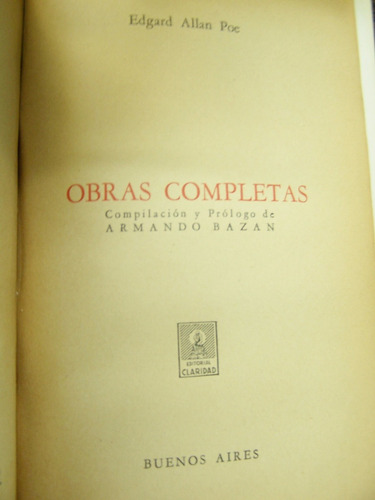 Edgard Allan Poe
OBRAS COMPLETAS
Compilación y Prólogo de
ARMANDO BAZAN
EDITORIAL
CLARIDAD
BUENOS AIRES